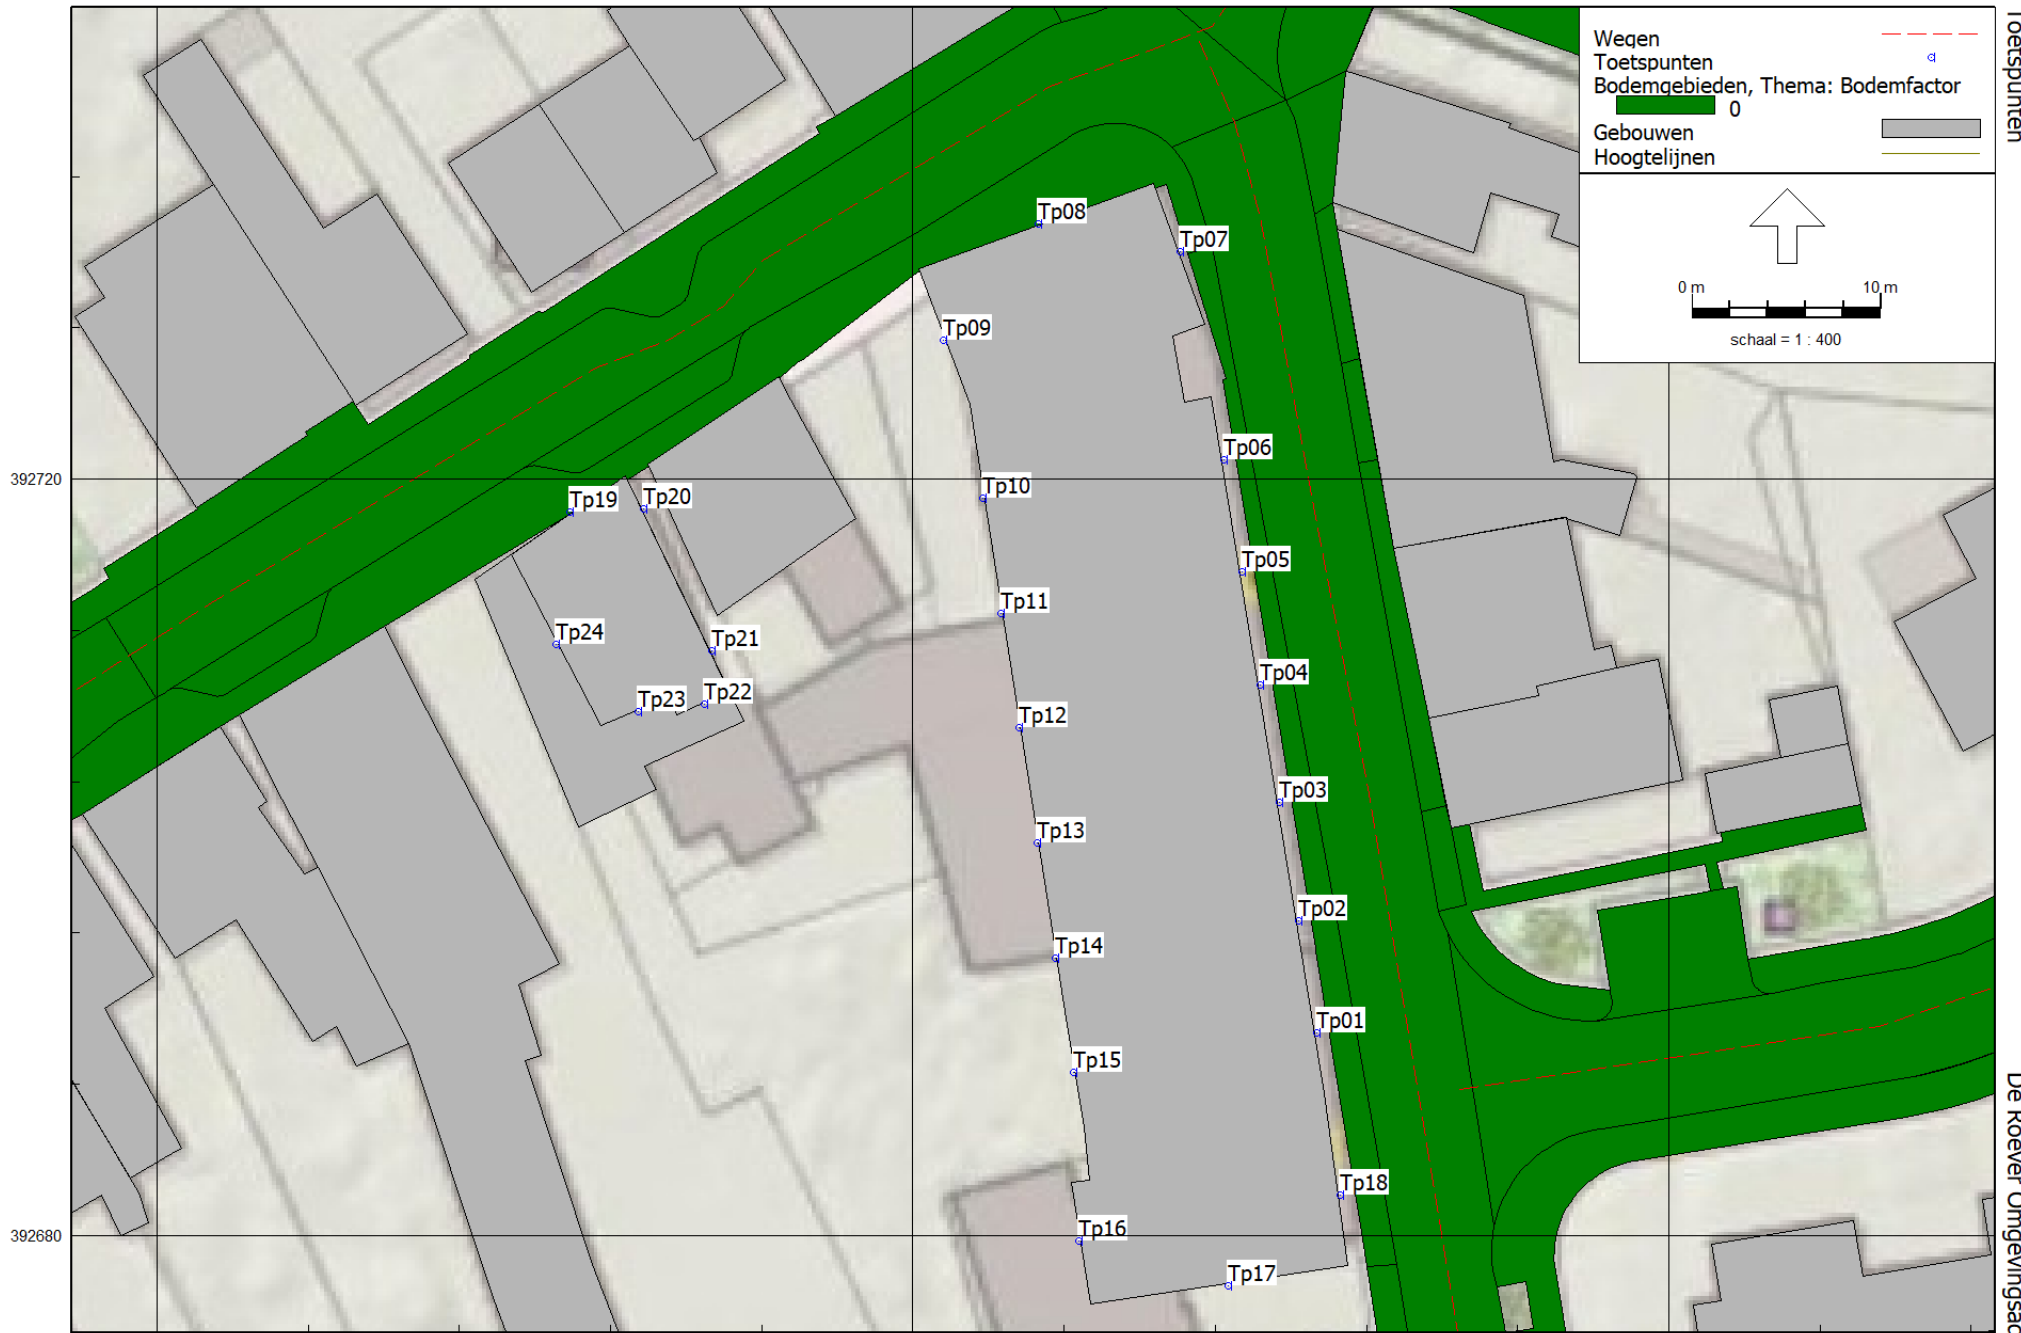 Wegen
Toetspunten
Bodemgebieden, Thema: Bodemfactor
0
Gebouwen
Hoogtelijnen
0 m 10 m
schaal = 1 : 400
Toetspunten
Tp08
Tp07
Tp09
Tp06
392720
Tp10
Tp19
Tp20
Tp05
Tp11
Tp24
Tp21
Tp04
Tp23
Tp22
Tp12
Tp03
Tp13
Tp02
Tp14
Tp01
Tp15
Tp18
392680
Tp16
Tp17
De Roever Omgevingsad